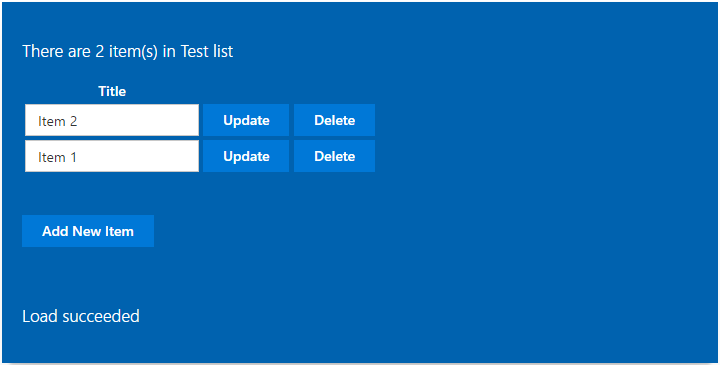 There are 2 item(s) in Test list
Title
Item 2 Update Delete
Item 1 Update Delete
Add New Item
Load succeeded